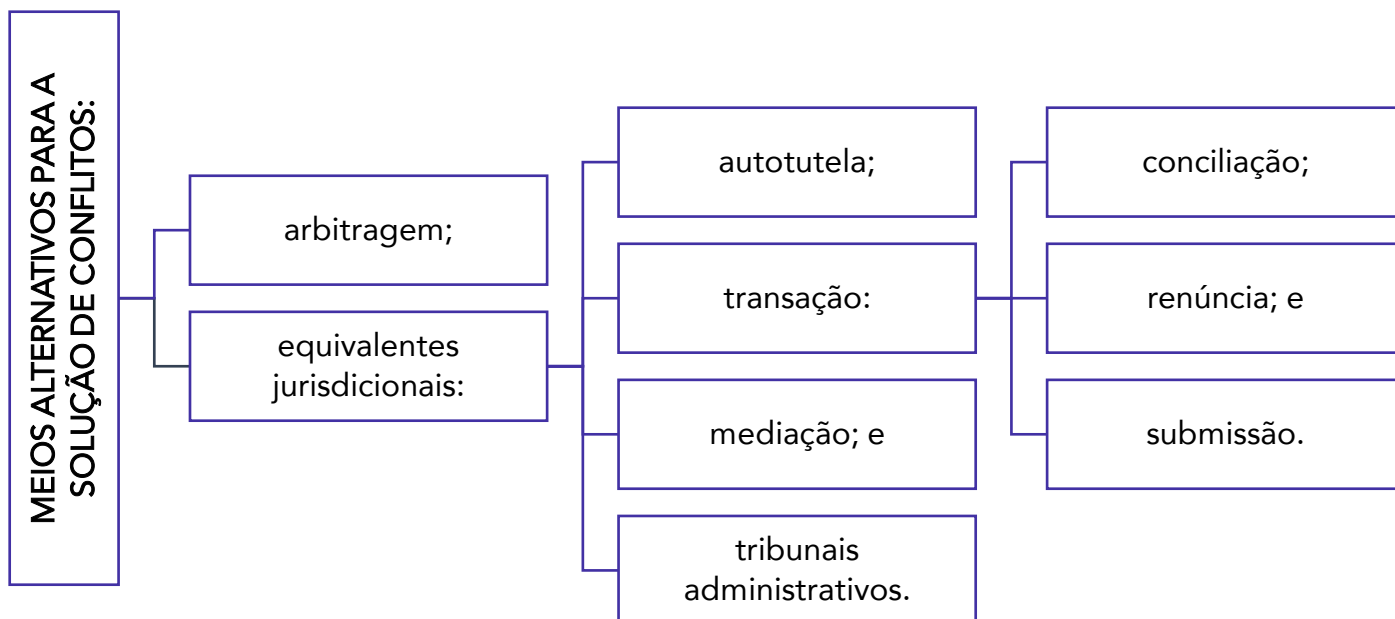 MEIOS ALTERNATIVOS PARA A
SOLUÇÃO DE CONFLITOS:
arbitragem;
equivalentes
jurisdicionais:
autotutela;
transação:
mediação; e
tribunais
administrativos.
conciliação;
renúncia; e
submissão.